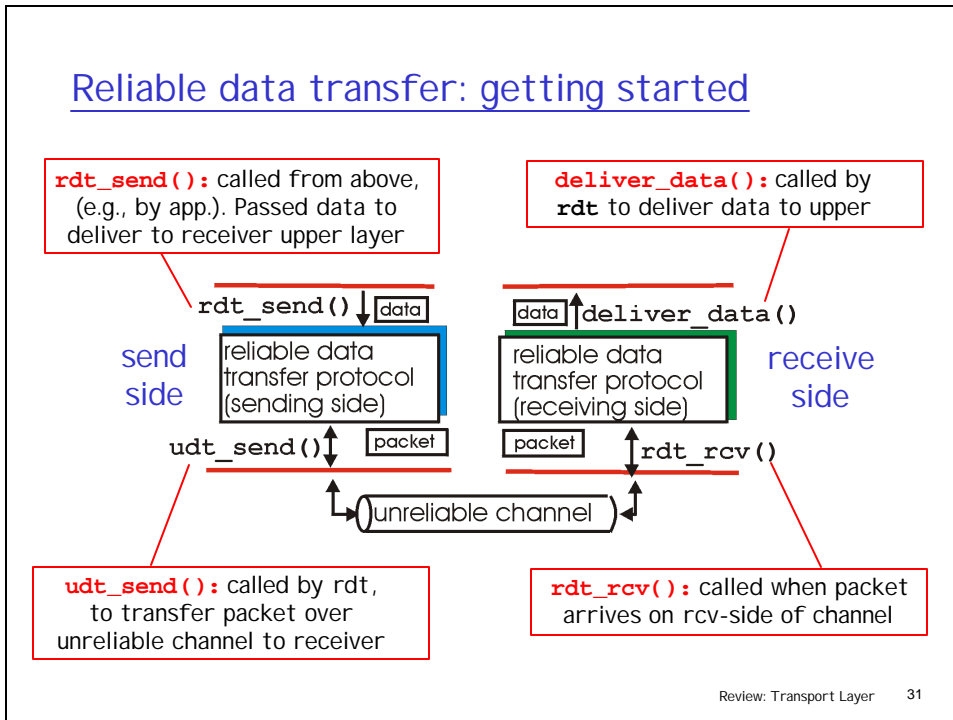 Reliable data transfer: getting started
rdt_send(): called from above,
(e.g., by app.). Passed data to
deliver to receiver upper layer
deliver_data(): called by
rdt to deliver data to upper
rdt_send()
data
data
deliver_data()
send
side
reliable data
transfer protocol
(sending side)
reliable data
transfer protocol
(receiving side)
receive
side
udt_send()
packet
packet
rdt_rcv()
unreliable channel
udt_send(): called by rdt,
to transfer packet over
unreliable channel to receiver
rdt_rcv(): called when packet
arrives on rcv-side of channel
Review: Transport Layer 31